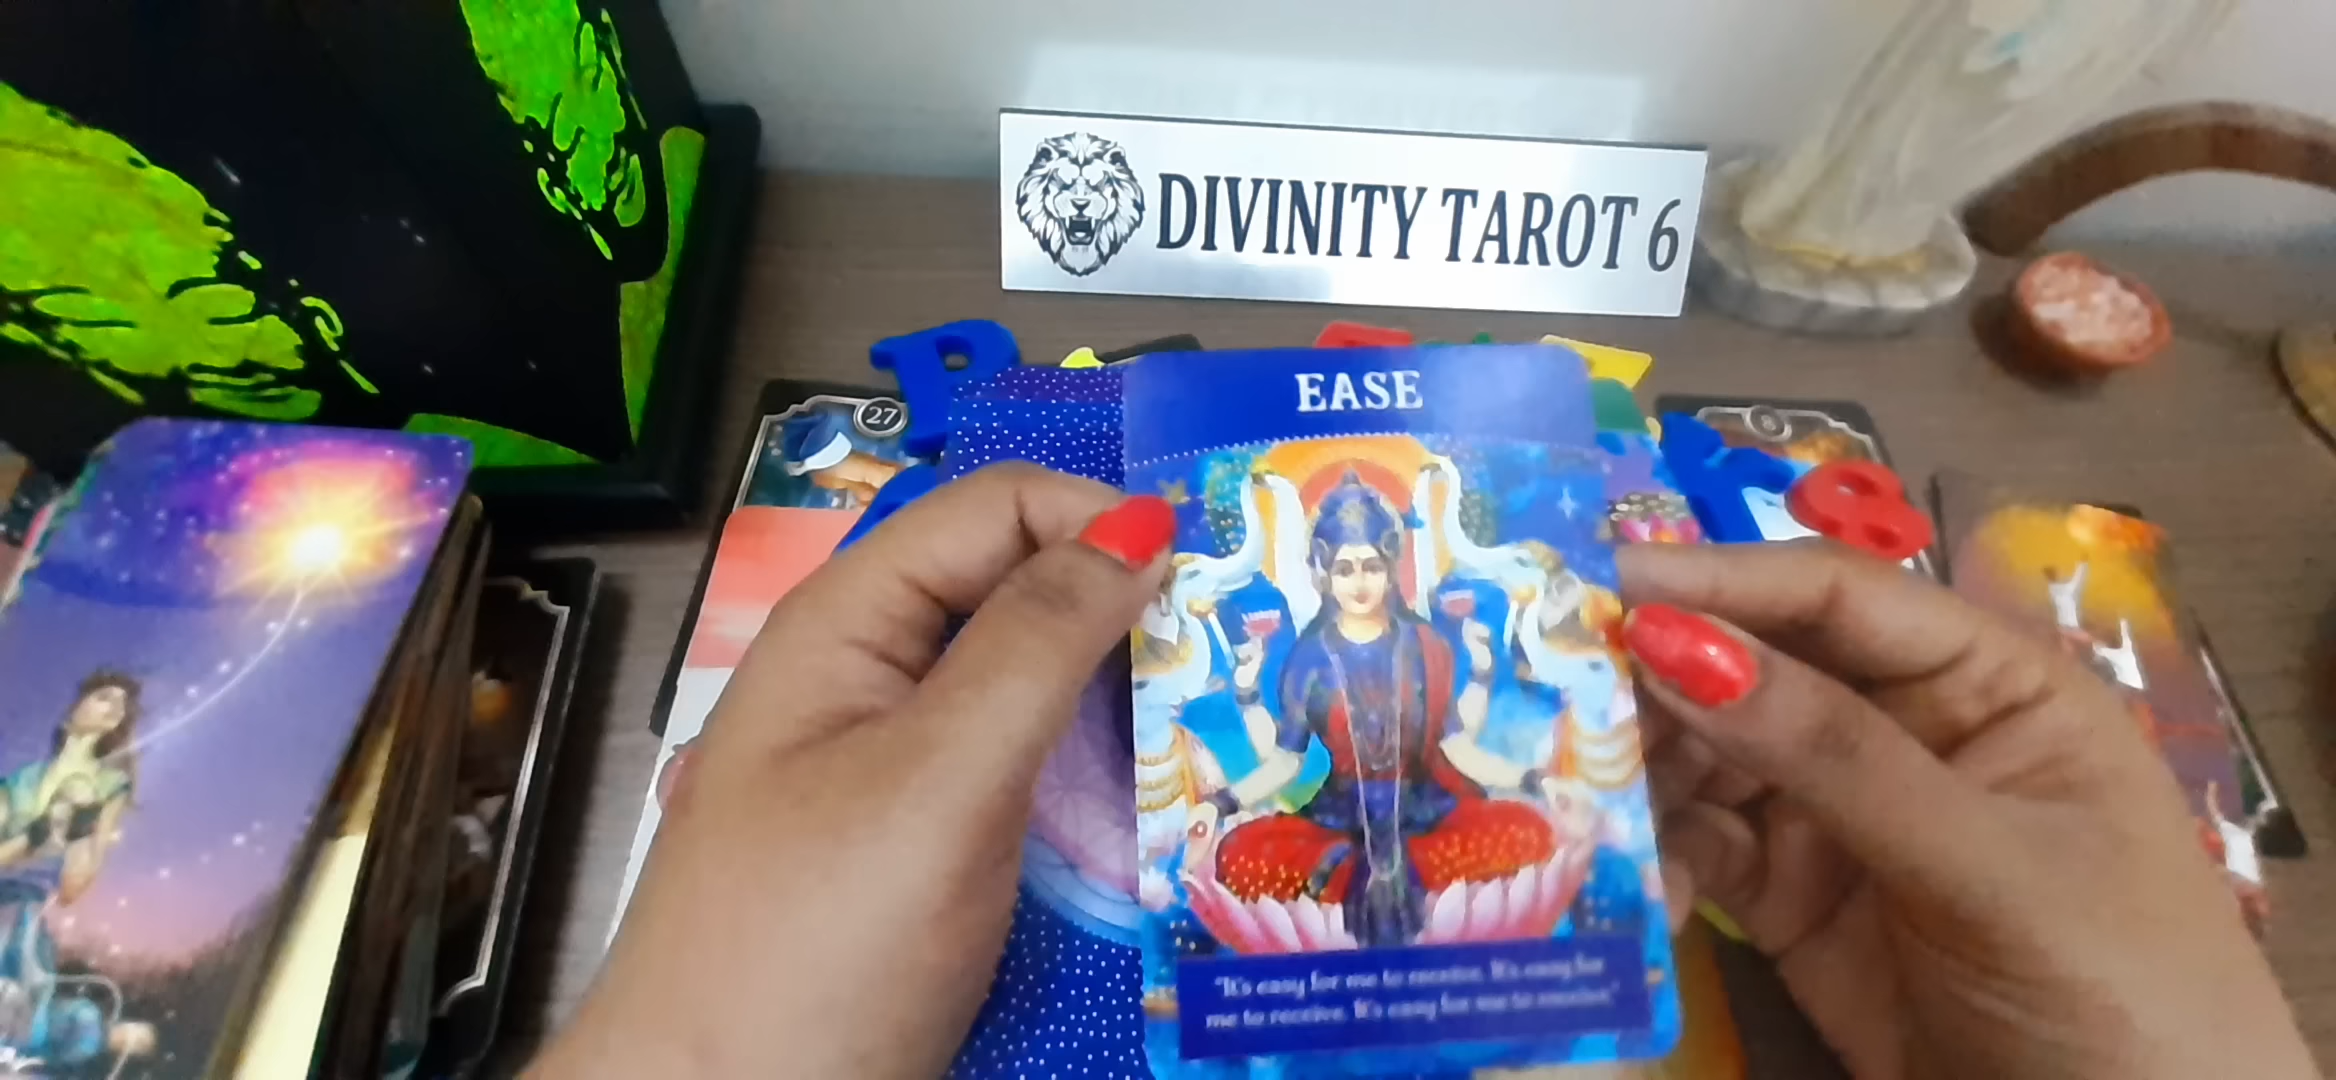 DIVINITY TAROT 6
P
27
8
EASE
"It's easy for me to receive. It's easy for
me to receive. It's easy for me to receive."